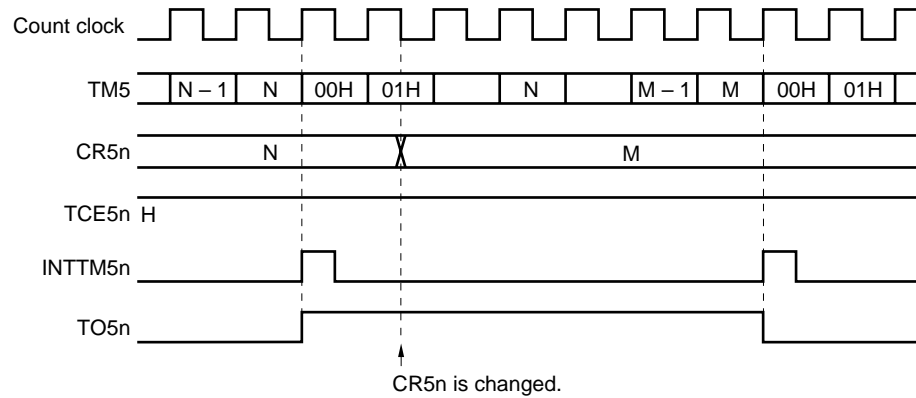 Count clock
TM5 N – 1 N 00H 01H N M – 1 M 00H 01H
CR5n N M
TCE5n H
INTTM5n
TO5n
CR5n is changed.